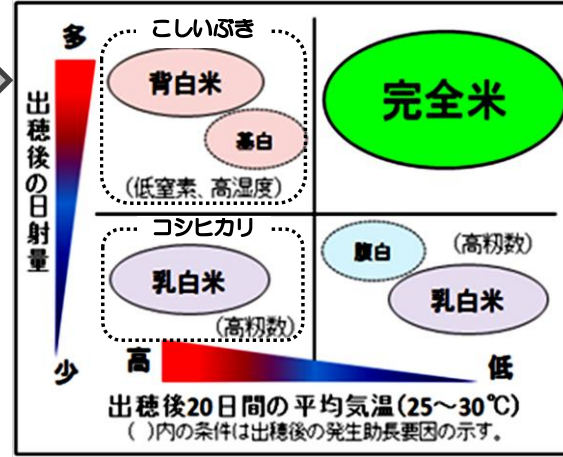 多
こしいぶき
背白米
基白
(低窒素、高湿度)
完全米
出穂後の日射量
コシヒカリ
乳白米
(高籾数)
腹白
(高籾数)
乳白米
少
高
低
出穂後20日間の平均気温(25~30℃)
( )内の条件は出穂後の発生助長要因の示す。